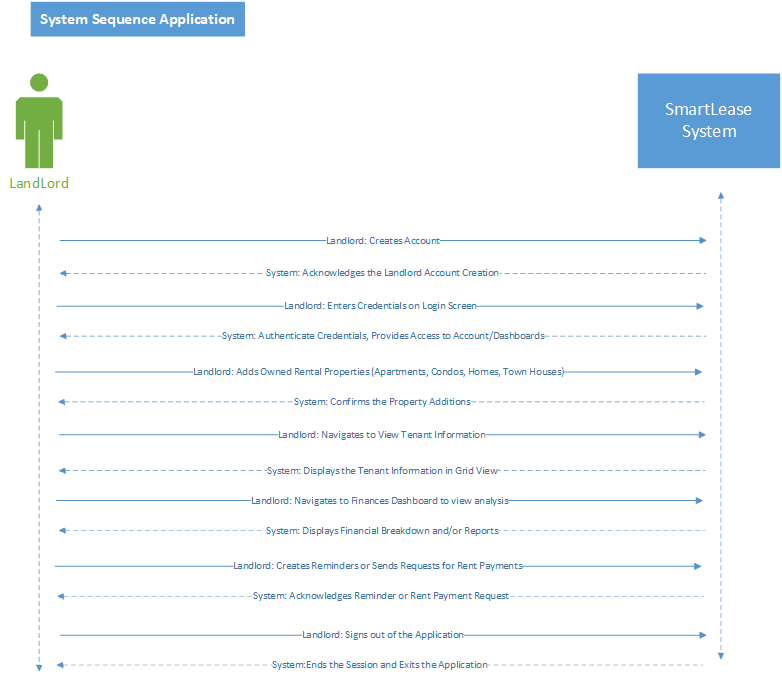 System Sequence Application
SmartLease
System
LandLord
Landlord: Creates Account
System: Acknowledges the Landlord Account Creation
Landlord: Enters Credentials on Login Screen
System: Authenticate Credentials, Provides Access to Account/Dashboards
Landlord: Adds Owned Rental Properties (Apartments, Condos, Homes, Town Houses)
System: Confirms the Property Additions
Landlord: Navigates to View Tenant Information
System: Displays the Tenant Information in Grid View
Landlord: Navigates to Finances Dashboard to view analysis
System: Displays Financial Breakdown and/or Reports
Landlord: Creates Reminders or Sends Requests for Rent Payments
System: Acknowledges Reminder or Rent Payment Request
Landlord: Signs out of the Application
System:Ends the Session and Exits the Application